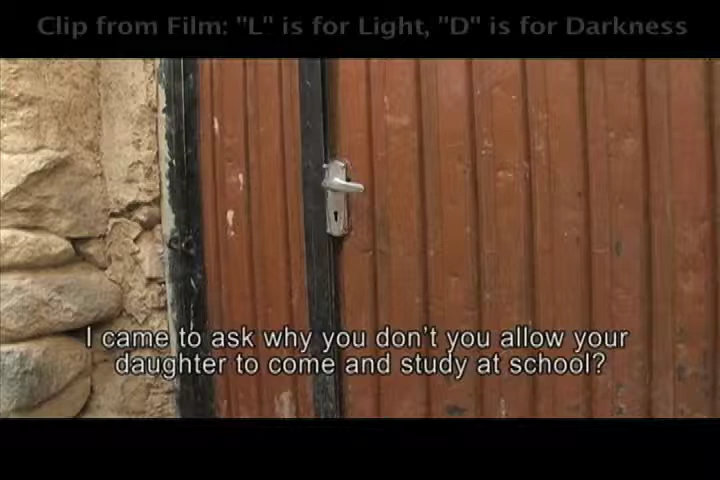 Clip from Film: "L" is for Light, "D" is for Darkness
I came to ask why you don't you allow your
daughter to come and study at school?